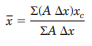 x̄ = Σ(A Δx)x_c / ΣA Δx